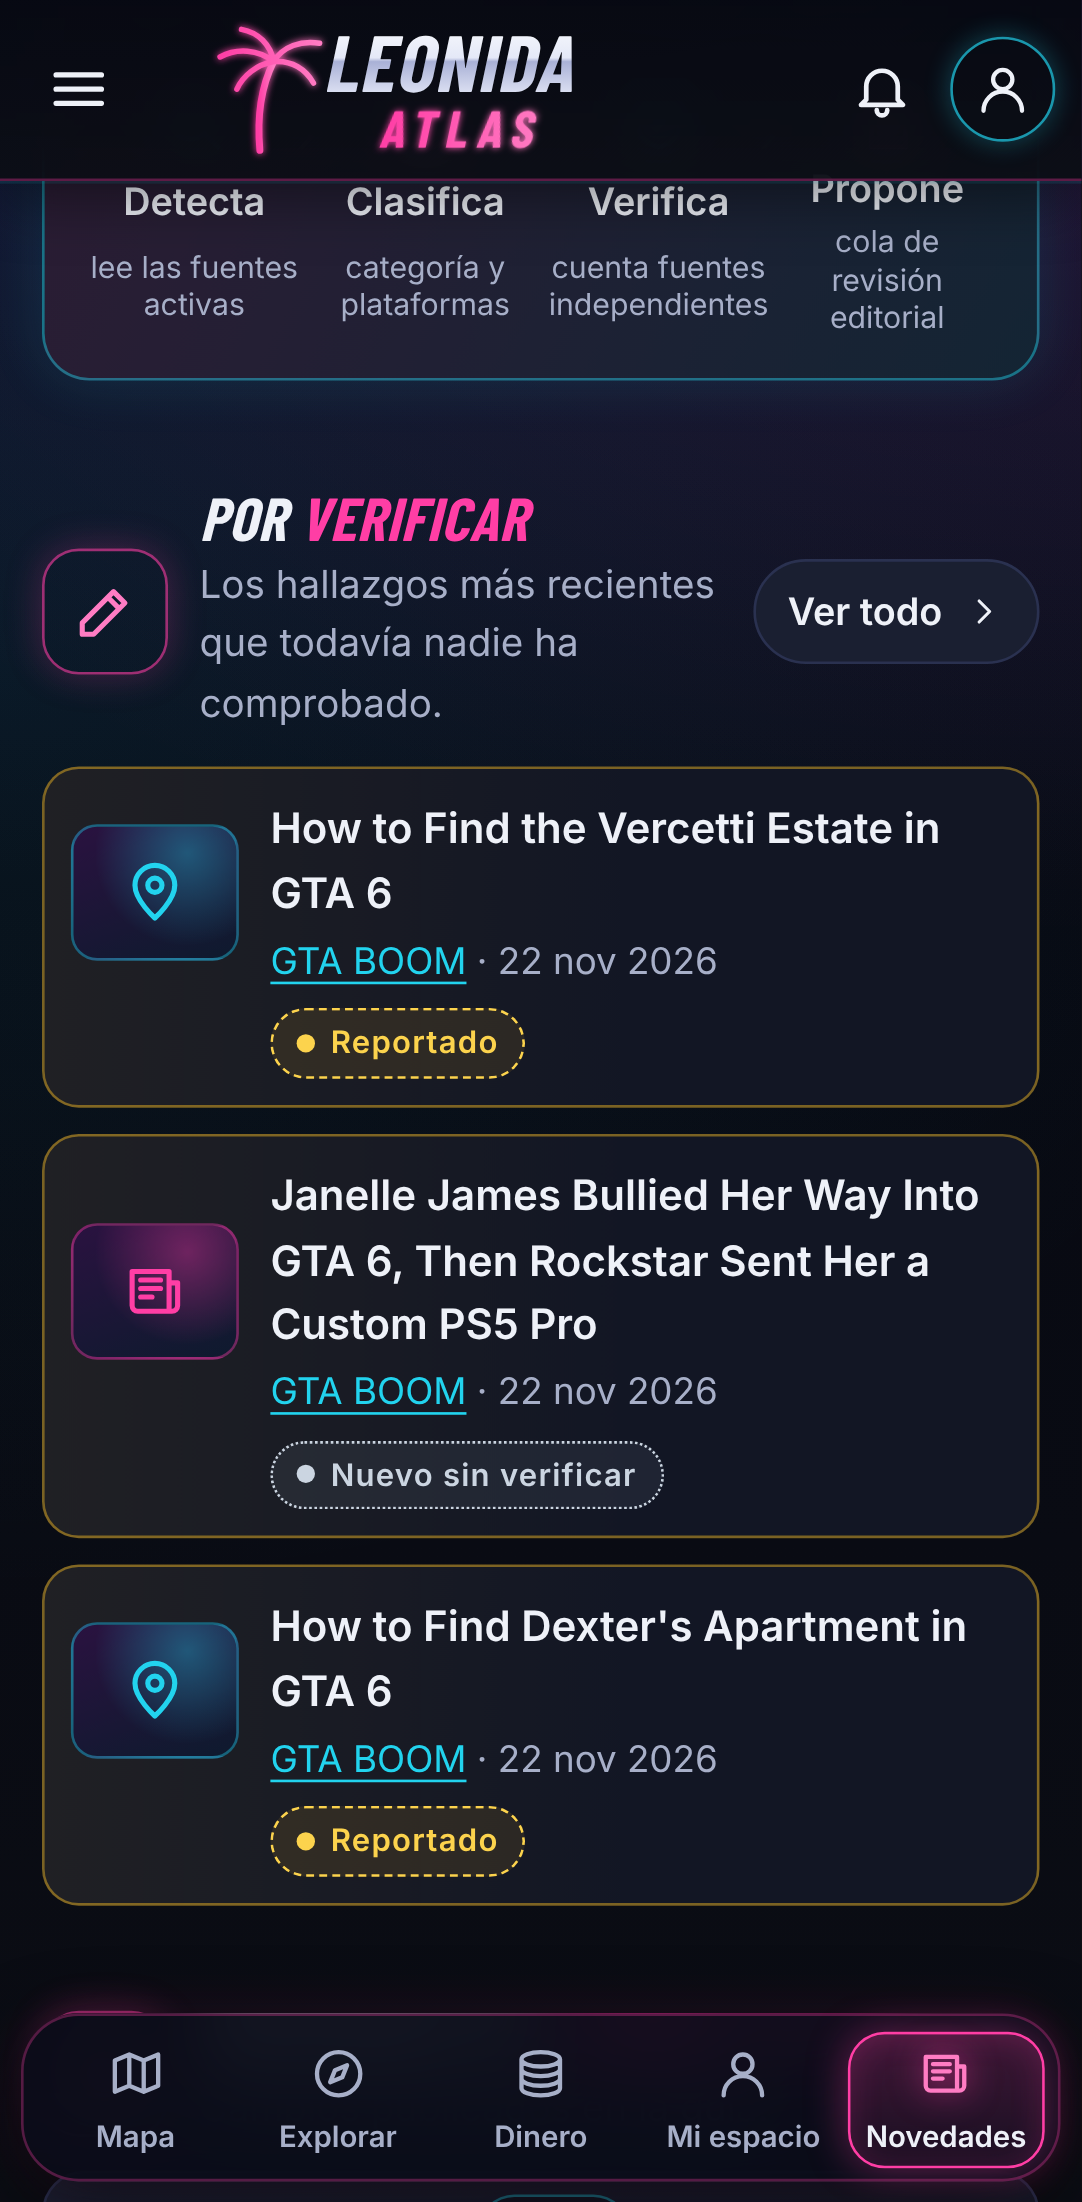 LEONIDA
ATLAS
Detecta
lee las fuentes
activas
Clasifica
categoría y
plataformas
Verifica
cuenta fuentes
independientes
Propone
cola de
revisión
editorial
POR VERIFICAR
Los hallazgos más recientes
que todavía nadie ha
comprobado.
Ver todo
How to Find the Vercetti Estate in
GTA 6
GTA BOOM · 22 nov 2026
Reportado
Janelle James Bullied Her Way Into
GTA 6, Then Rockstar Sent Her a
Custom PS5 Pro
GTA BOOM · 22 nov 2026
Nuevo sin verificar
How to Find Dexter's Apartment in
GTA 6
GTA BOOM · 22 nov 2026
Reportado
Mapa
Explorar
Dinero
Mi espacio
Novedades